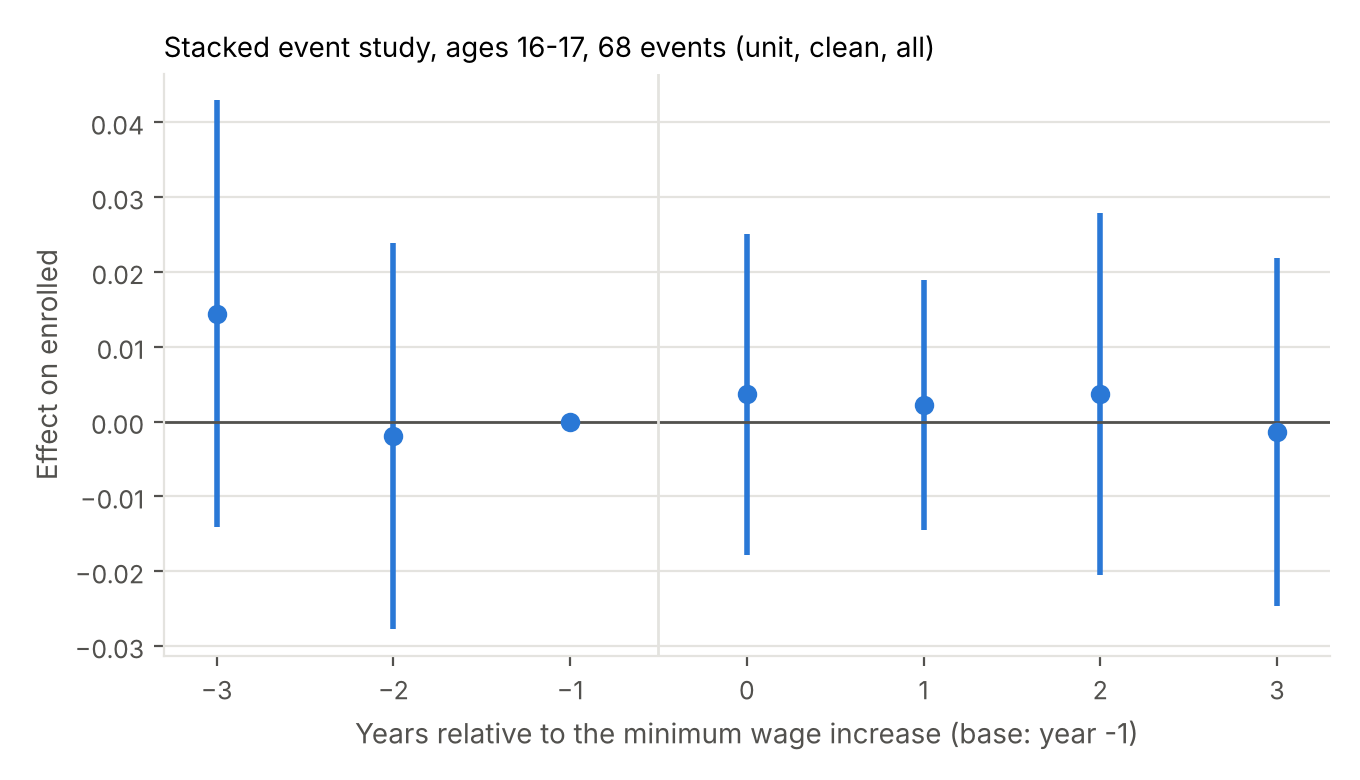 Stacked event study, ages 16-17, 68 events (unit, clean, all)
Effect on enrolled
0.04
0.03
0.02
0.01
0.00
−0.01
−0.02
−0.03
−3 −2 −1 0 1 2 3
Years relative to the minimum wage increase (base: year -1)